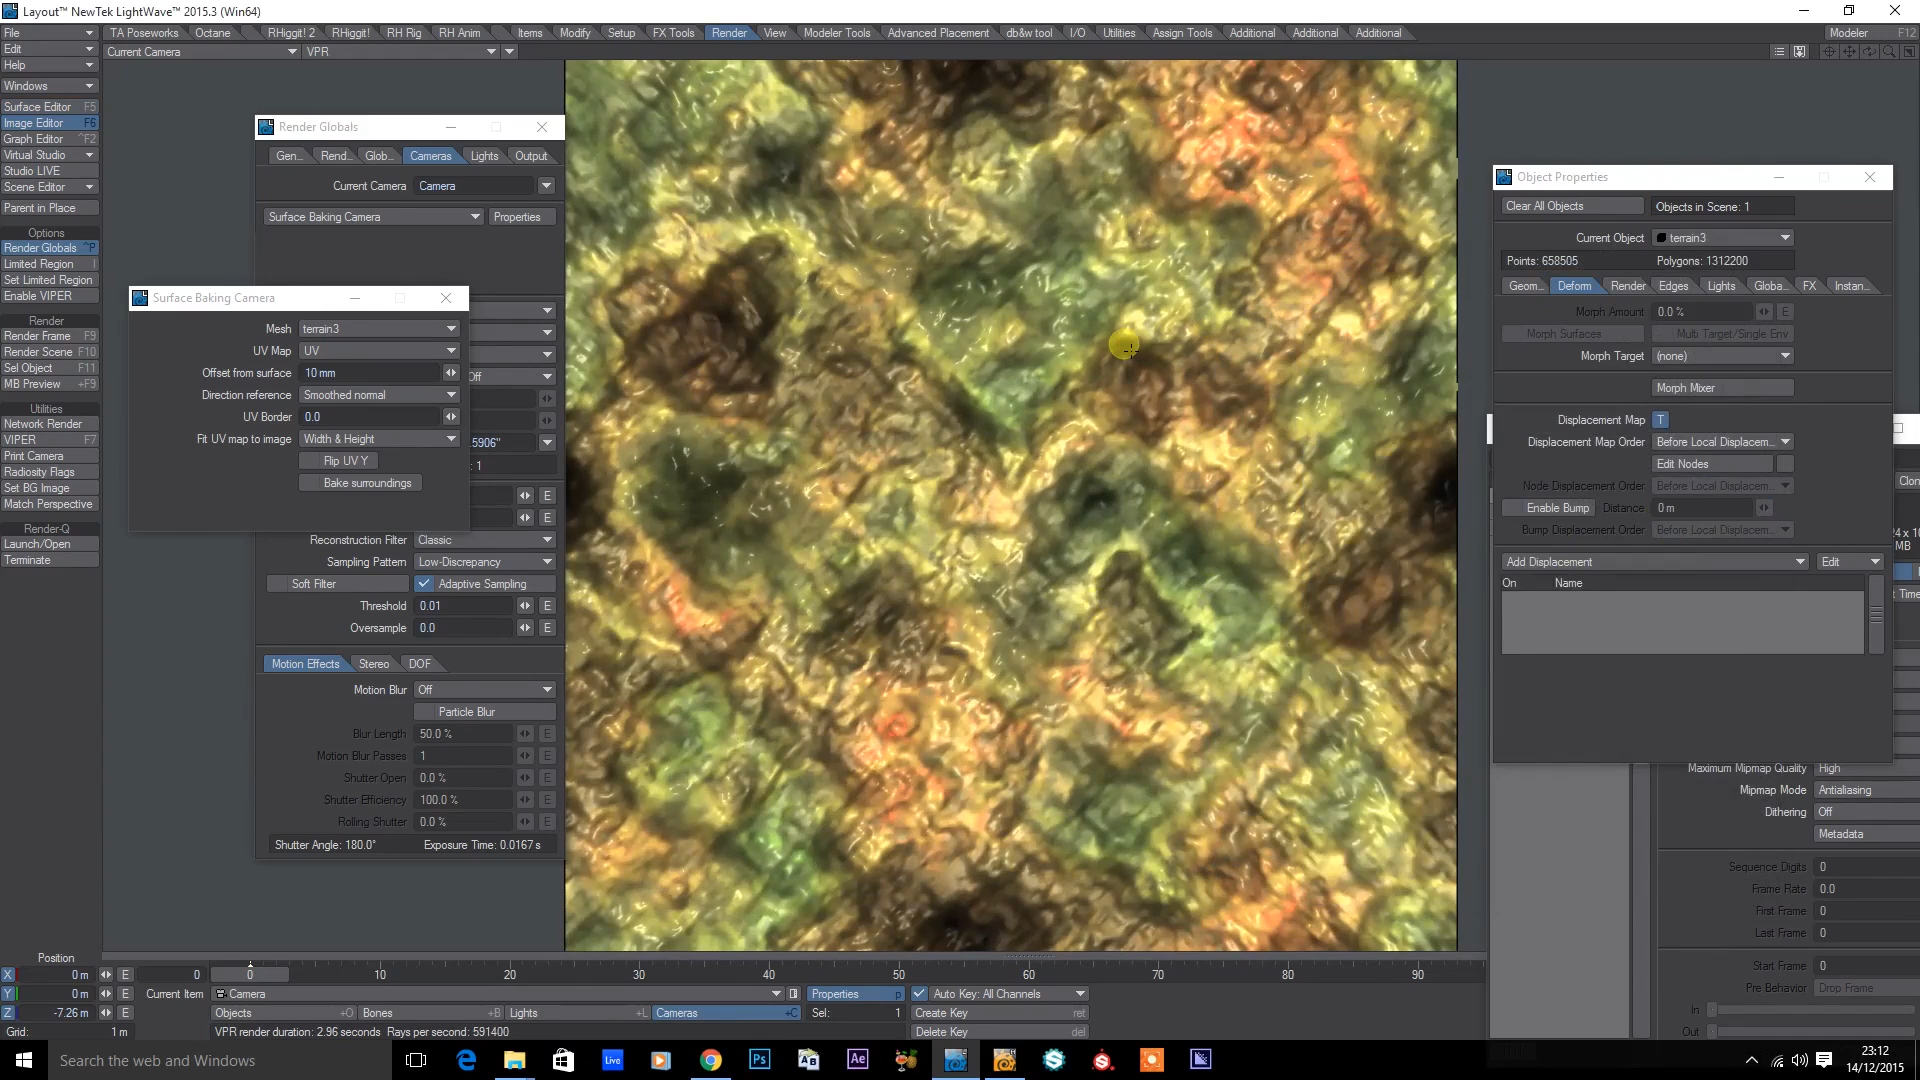 Layout™ NewTek LightWave™ 2015.3 (Win64)
File TA Poseworks Octane RHiggit! 2 RHiggit! RH Rig RH Anim Items Modify Setup FX Tools Render View Modeler Tools Advanced Placement db&w tool I/O Utilities Assign Tools Additional Additional Additional Modeler F12
Edit Current Camera VPR
Help
Windows
Surface Editor F5
Image Editor F6
Graph Editor ^F2
Virtual Studio
Studio LIVE
Scene Editor
Parent in Place
Options
Render Globals ^P
Limited Region l
Set Limited Region
Enable VIPER
Render
Render Frame F9
Render Scene F10
Sel Object F11
MB Preview +F9
Utilities
Network Render
VIPER F7
Print Camera
Radiosity Flags
Set BG Image
Match Perspective
Render-Q
Launch/Open
Terminate
Render Globals
Gen... Rend... Glob... Cameras Lights Output
Current Camera Camera
Surface Baking Camera Properties
Surface Baking Camera
Mesh terrain3
UV Map UV
Offset from surface 10 mm
Direction reference Smoothed normal
UV Border 0.0
Fit UV map to image Width & Height
Flip UV Y
Bake surroundings
Off
.5906"
: 1
Reconstruction Filter Classic
Sampling Pattern Low-Discrepancy
Soft Filter Adaptive Sampling
Threshold 0.01 E
Oversample 0.0 E
Motion Effects Stereo DOF
Motion Blur Off
Particle Blur
Blur Length 50.0 % E
Motion Blur Passes 1 E
Shutter Open 0.0 % E
Shutter Efficiency 100.0 % E
Rolling Shutter 0.0 % E
Shutter Angle: 180.0° Exposure Time: 0.0167 s
Object Properties
Clear All Objects Objects in Scene: 1
Current Object terrain3
Points: 658505 Polygons: 1312200
Geom... Deform Render Edges Lights Globa... FX Instan...
Morph Amount 0.0 % E
Morph Surfaces Multi Target/Single Env
Morph Target (none)
Morph Mixer
Displacement Map T
Displacement Map Order Before Local Displacem...
Edit Nodes
Node Displacement Order Before Local Displacem...
Enable Bump Distance 0 m
Bump Displacement Order Before Local Displacem...
Add Displacement Edit
On Name
Clon
24 x 10
MB
t Time
Maximum Mipmap Quality High
Mipmap Mode Antialiasing
Dithering Off
Metadata
Sequence Digits 0
Frame Rate 0.0
First Frame 0
Last Frame 0
Start Frame 0
Pre Behavior Drop Frame
In
Out
Position
X 0 m E 0 0 10 20 30 40 50 60 70 80 90
Y 0 m E Current Item Camera Properties p Auto Key: All Channels
Z -7.26 m E Objects +O Bones +B Lights +L Cameras +C Sel: 1 Create Key ret
Grid: 1 m VPR render duration: 2.96 seconds Rays per second: 591400 Delete Key del
Search the web and Windows
Live
Ps
Ae
23:12
14/12/2015